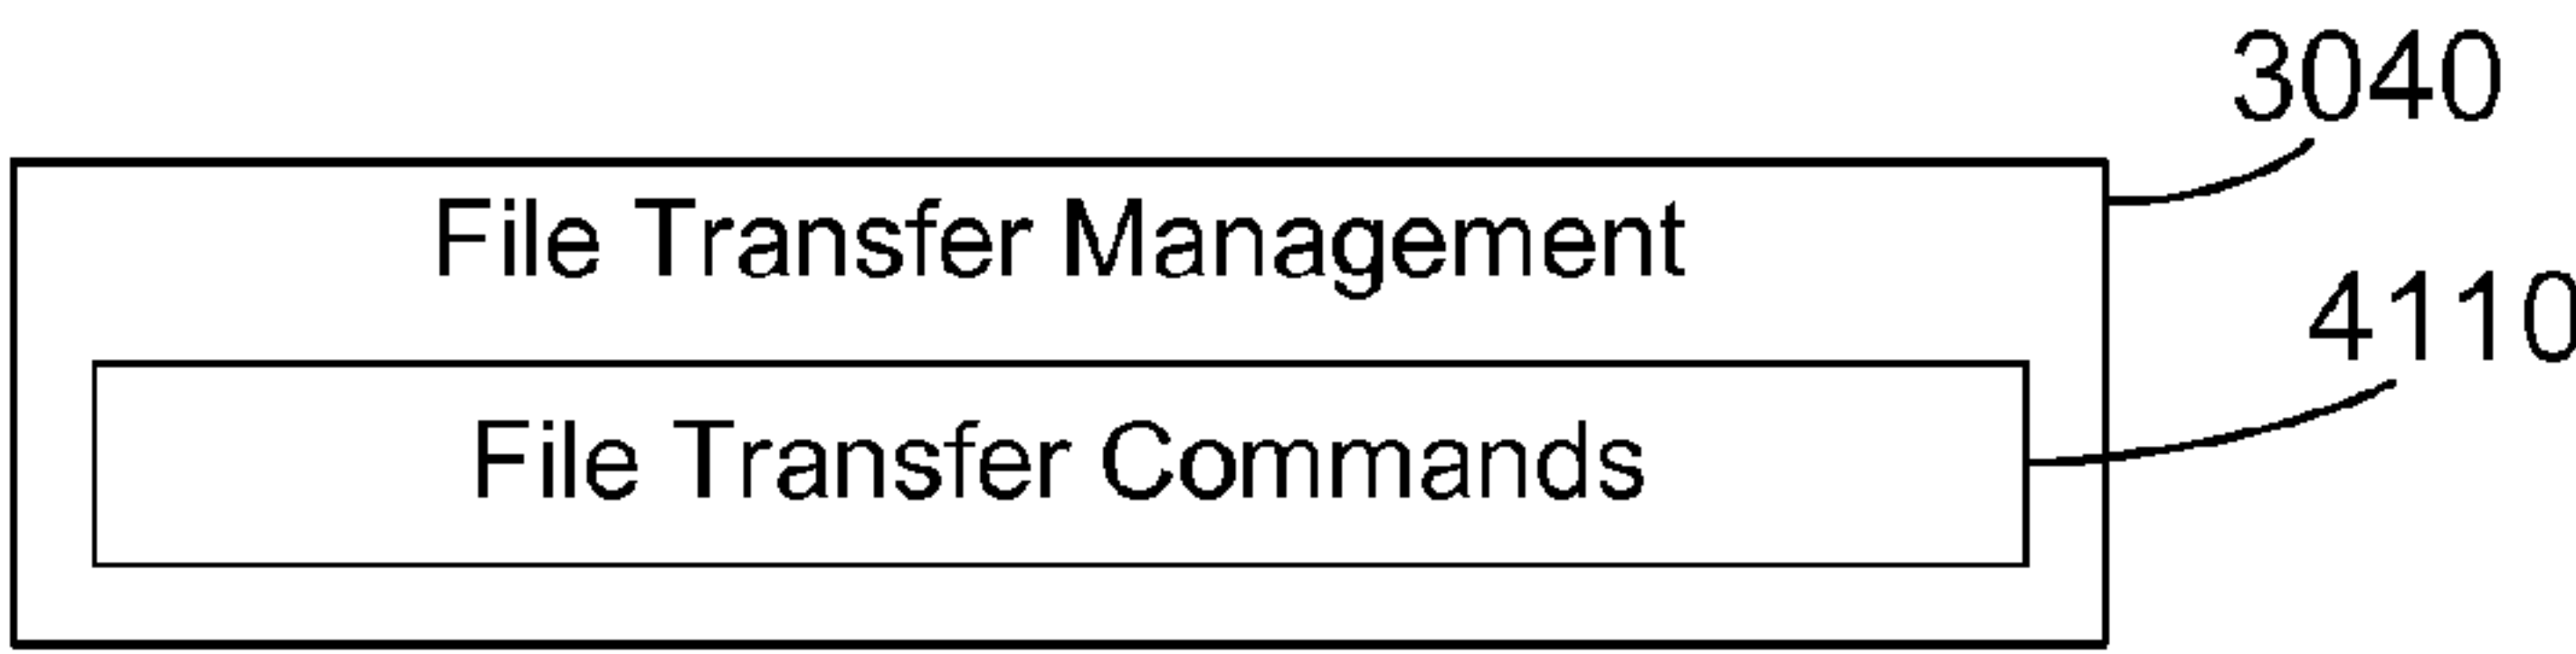 3040
File Transfer Management
4110
File Transfer Commands